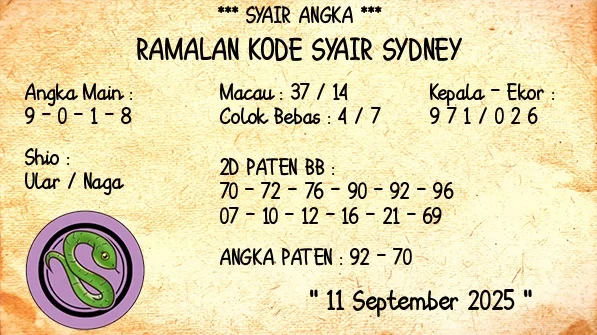 *** SYAIR ANGKA ***
RAMALAN KODE SYAIR SYDNEY
Angka Main :
9 - 0 - 1 - 8
Macau : 37 / 14
Colok Bebas : 4 / 7
Kepala - Ekor :
9 7 1 / 0 2 6
Shio :
Ular / Naga
2D PATEN BB :
70 - 72 - 76 - 90 - 92 - 96
07 - 10 - 12 - 16 - 21 - 69
ANGKA PATEN : 92 - 70
" 11 September 2025 "